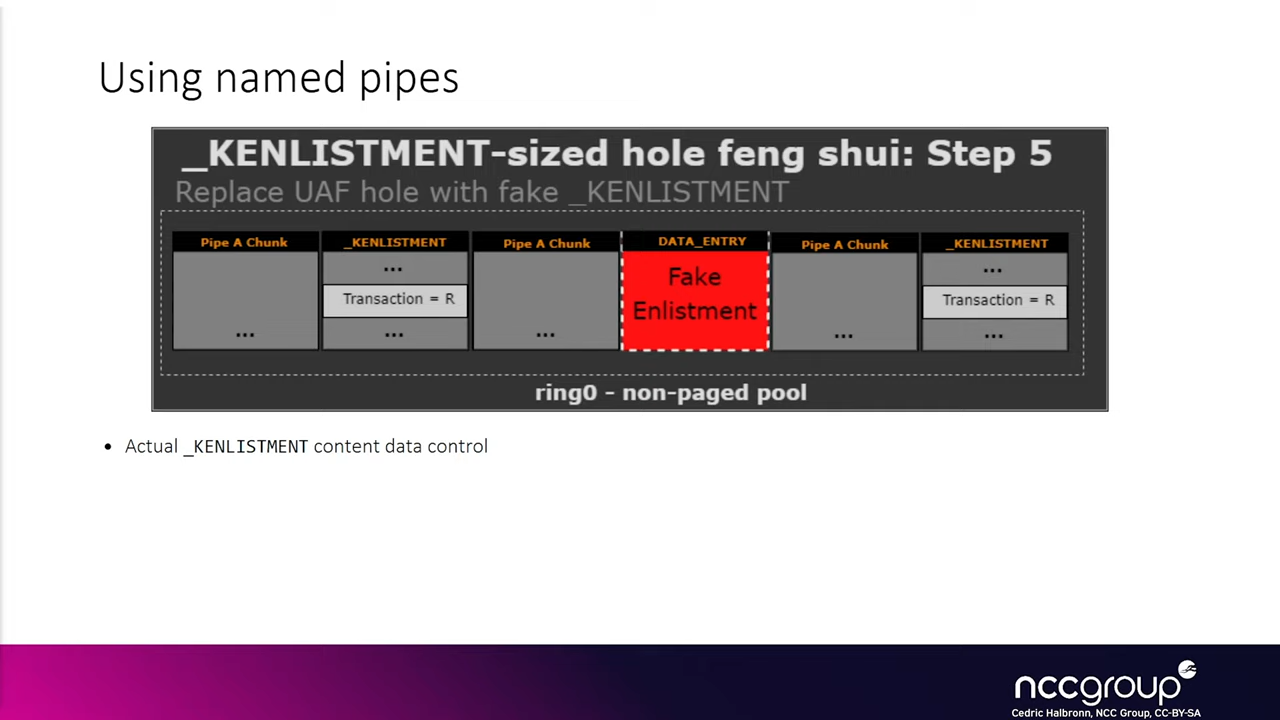 Using named pipes
_KENLISTMENT-sized hole feng shui: Step 5
Replace UAF hole with fake _KENLISTMENT
Pipe A Chunk
...
_KENLISTMENT
...
Transaction = R
...
Pipe A Chunk
...
DATA_ENTRY
Fake
Enlistment
Pipe A Chunk
...
_KENLISTMENT
...
Transaction = R
...
ring0 - non-paged pool
• Actual _KENLISTMENT content data control
nccgroup
Cedric Halbronn, NCC Group, CC-BY-SA